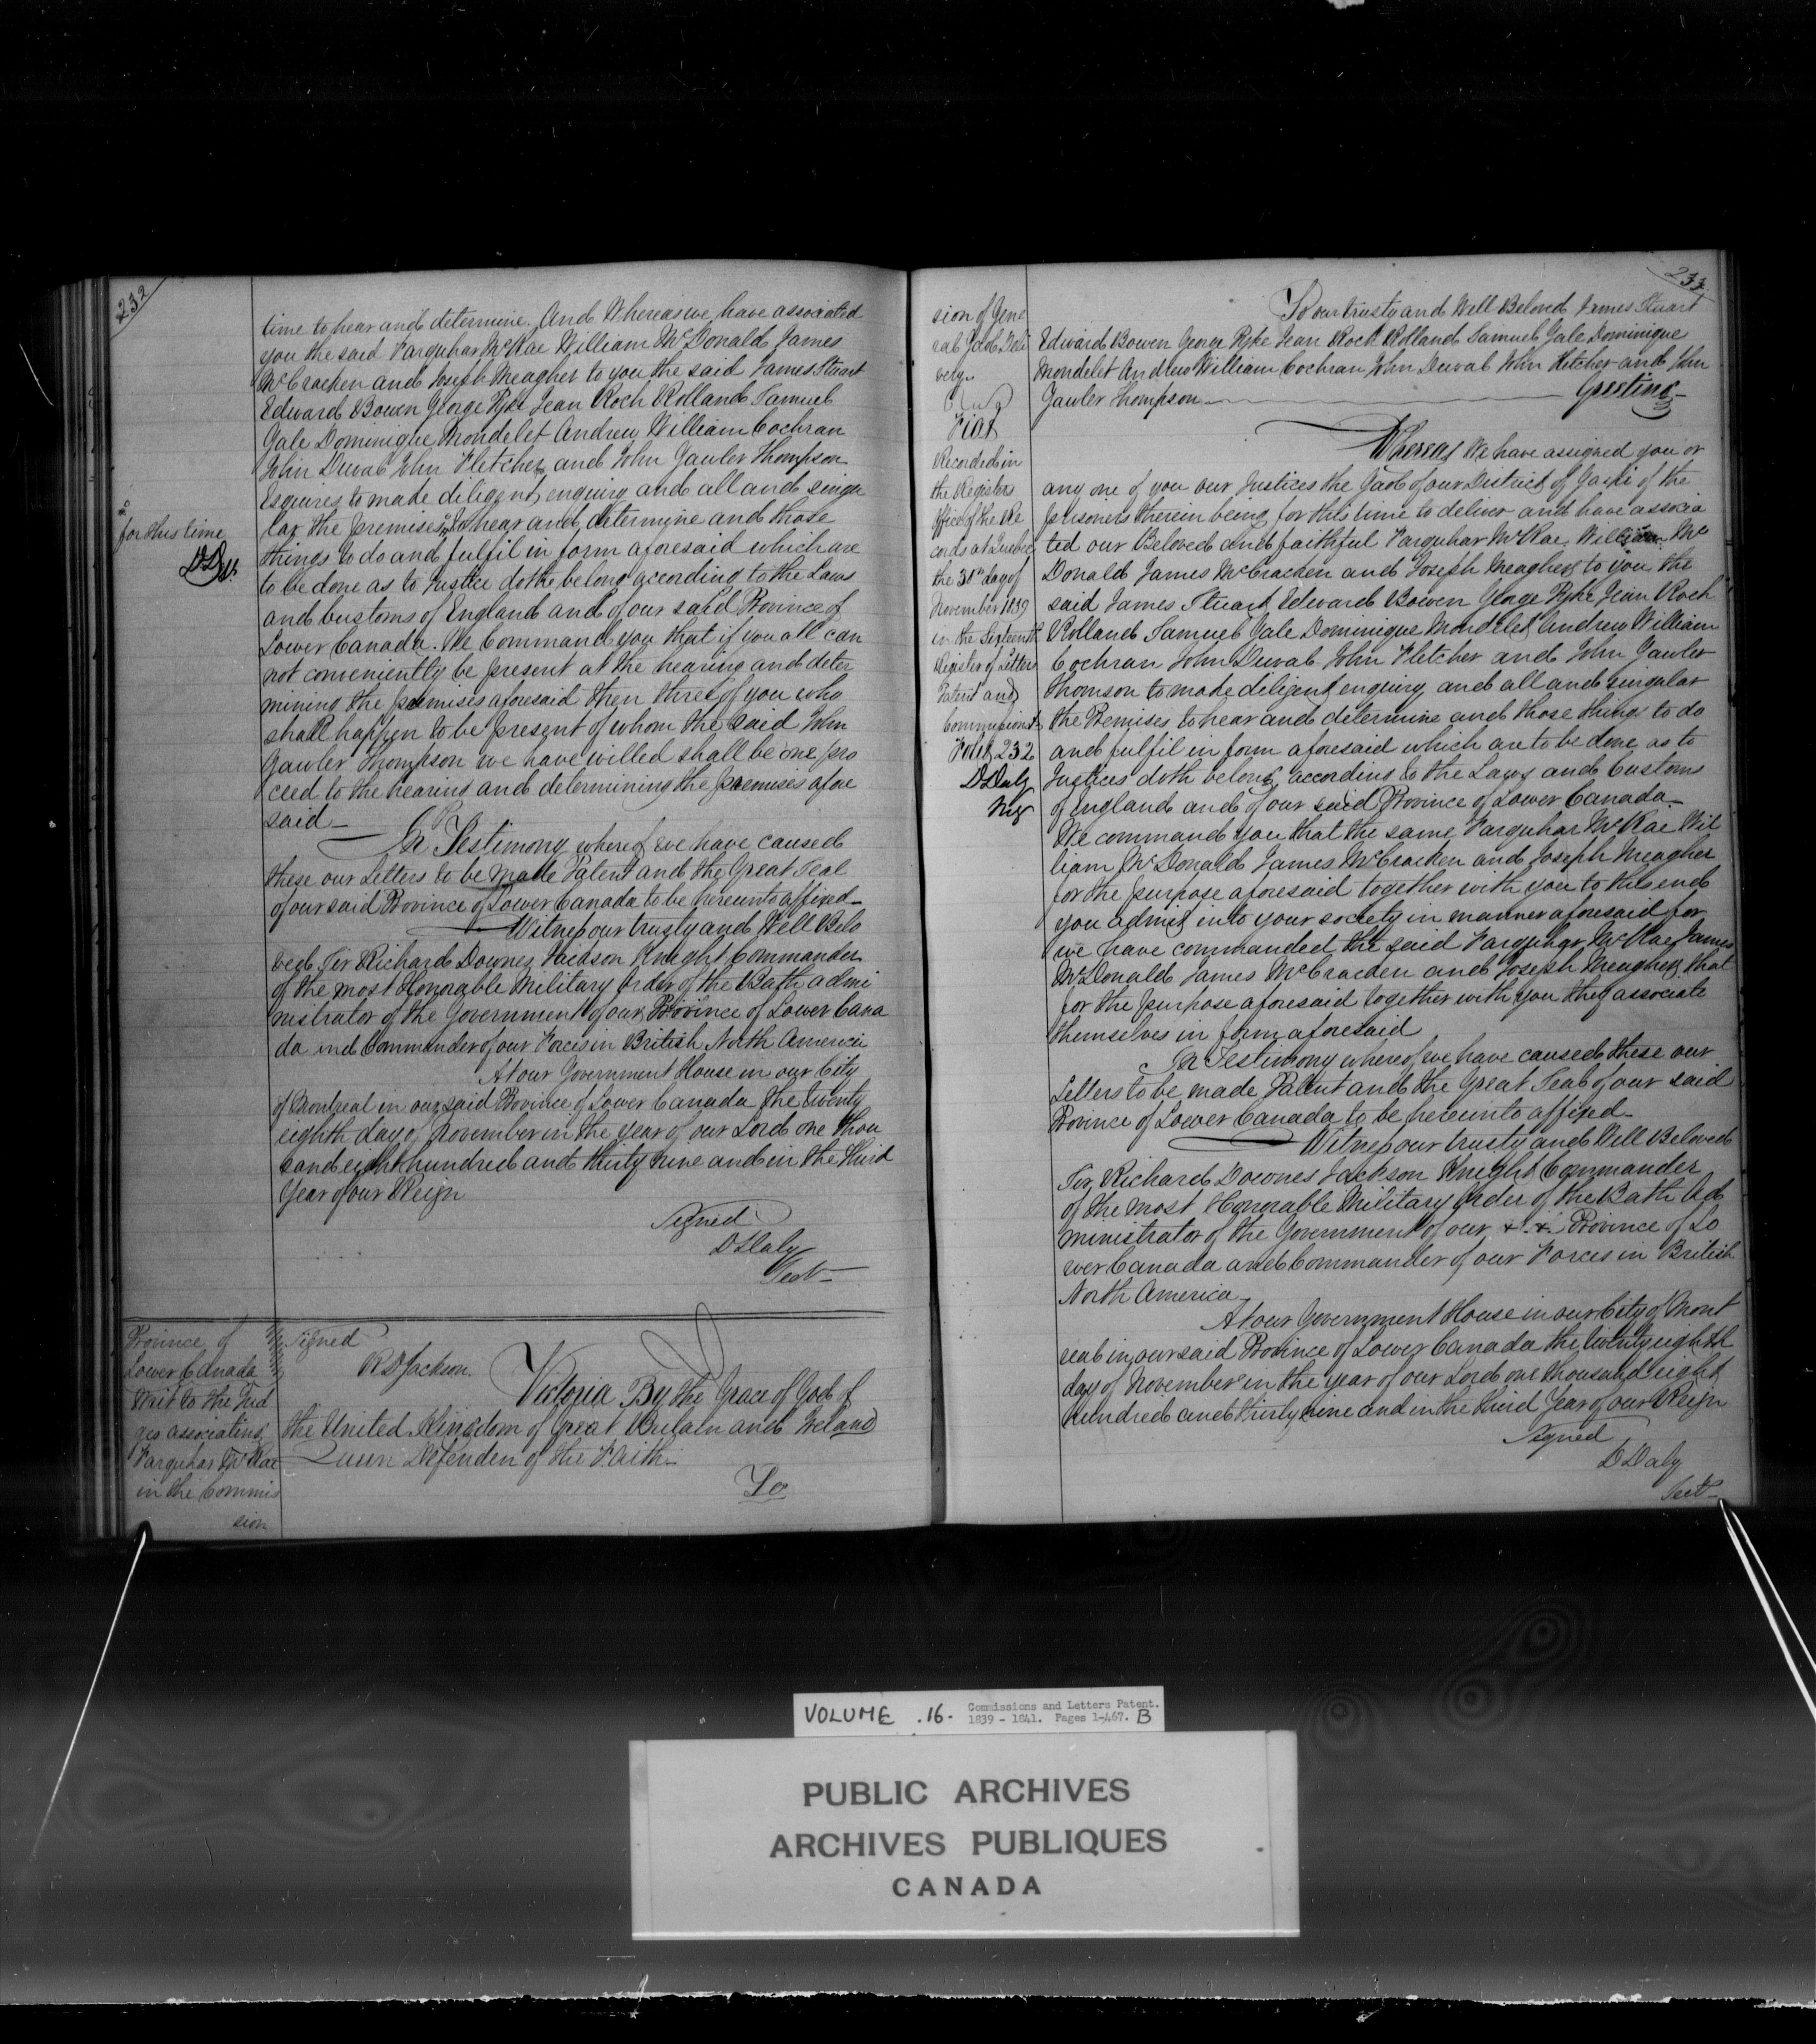 232
time to hear and determine. And Whereas we have associated
you the said Farquhar McRae William McDonald James
McCracken and Joseph Meagher to you the said James Stuart
Edward Bowen George Pyke Jean Roch Rolland Samuel
Gale Dominique Mondelet Andrew William Cochran
John Duval John Fletcher and John Gawler Thompson
Esquires to made diligent enquiry and all and singu
lar the premises to hear and determine and those
for this time
things to do and fulfil in form aforesaid which are
to be done as to Justice dothe belong according to the Laws
and Customs of England and of our said Province of
Lower Canada. We Command you that if you all can
not conveniently be present at the hearing and deter
mining the premises aforesaid then three of you who
shall happen to be present of whom the said John
Gawler Thompson we have willed shall be one pro
ceed to the hearing and determining the premises afore
said
In Testimony whereof we have caused
these our Letters to be made Patent and the Great Seal
of our said Province of Lower Canada to be hereunto affixed
Witness our trusty and Well Belo
ved Sir Richard Downes Jackson Knight Commander
of the most Honorable Military Order of the Bath admi
nistrator of the Government of our Province of Lower Cana
da and Commander of our Forces in British North America
At our Government House in our City
of Montreal in our said Province of Lower Canada the twenty
eighth day of November in the year of our Lord one thou
sand eight hundred and thirty nine and in the third
Year of our Reign
Signed
D Daly
Sect
Province of
Lower Canada
Writ to the Jud
ges associating
Farquhar McRae
in the Commis
sion
Signed
R D Jackson.
Victoria By the Grace of God of
the United Kingdom of Great Britain and Ireland
Queen Defender of the Faith
To
233
sion of Gene
ral Gaol Deli
very.
Fiat
Recorded in
the Registers
Office of the Re
cords at Quebec
the 30th day of
November 1839
in the Sixteenth
Register of Letters
Patent and
Commissions
Folio 232
D Daly
Reg
To our trusty and Well Beloved James Stuart
Edward Bowen George Pyke Jean Roch Rolland Samuel Gale Dominique
Mondelet Andrew William Cochran John Duval John Fletcher and John
Gawler Thompson Greeting
Whereas We have assigned you or
any one of you our Justices the Gaol of our District of Gaspé of the
prisoners therein being for this time to deliver and have associa
ted our Beloved and faithful Farquhar McRae, William Mc
Donald James McCracken and Joseph Meagher to you the
said James Stuart Edward Bowen George Pyke Jean Roch
Rolland Samuel Gale Dominique Mondelet Andrew William
Cochran John Duval John Fletcher and John Gawler
Thomson to made diligent enquiry and all and singular
the Premises to hear and determine and those things to do
and fulfil in form aforesaid which are to be done as to
Justices doth belong according to the Laws and Customs
of England and of our said Province of Lower Canada
We command you that the same Farquhar McRae Wil
liam McDonald James McCracken and Joseph Meagher
for the purpose aforesaid together with you to this end
you admit into your society in manner aforesaid for
we have commanded the said Farquhar McRae James
McDonald James McCracken and Joseph Meagher that
for the purpose aforesaid together with you they associate
themselves in form aforesaid
In Testimony whereof we have caused these our
Letters to be made Patent and the Great Seal of our said
Province of Lower Canada to be hereunto affixed
Witness our trusty and Well Beloved
Sir Richard Downes Jackson Knight Commander
of the most Honorable Military Order of the Bath Ad
ministrator of the Government of our Province of Lo
wer Canada and Commander of our Forces in British
North America
At our Government House in our City of Mont
real in our said Province of Lower Canada the twenty eighth
day of November in the year of our Lord one thousand eight
hundred and thirty nine and in the third Year of our Reign
Signed
D Daly
Sect
VOLUME .16. Commissions and Letters Patent.
1839 - 1841. Pages 1-467. B
PUBLIC ARCHIVES
ARCHIVES PUBLIQUES
CANADA